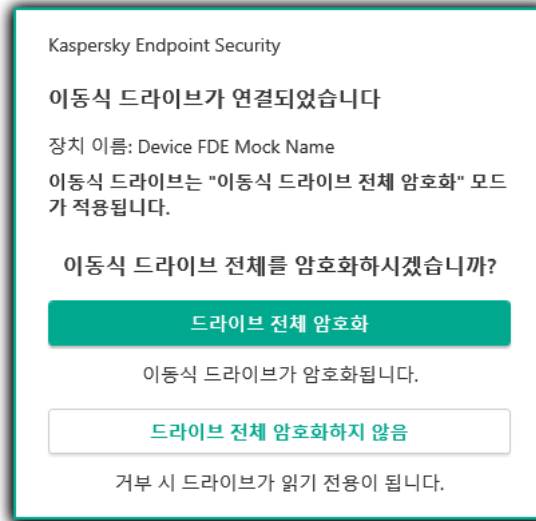 Kaspersky Endpoint Security
이동식 드라이브가 연결되었습니다
장치 이름: Device FDE Mock Name
이동식 드라이브는 "이동식 드라이브 전체 암호화" 모드
가 적용됩니다.
이동식 드라이브 전체를 암호화하시겠습니까?
드라이브 전체 암호화
이동식 드라이브가 암호화됩니다.
드라이브 전체 암호화하지 않음
거부 시 드라이브가 읽기 전용이 됩니다.